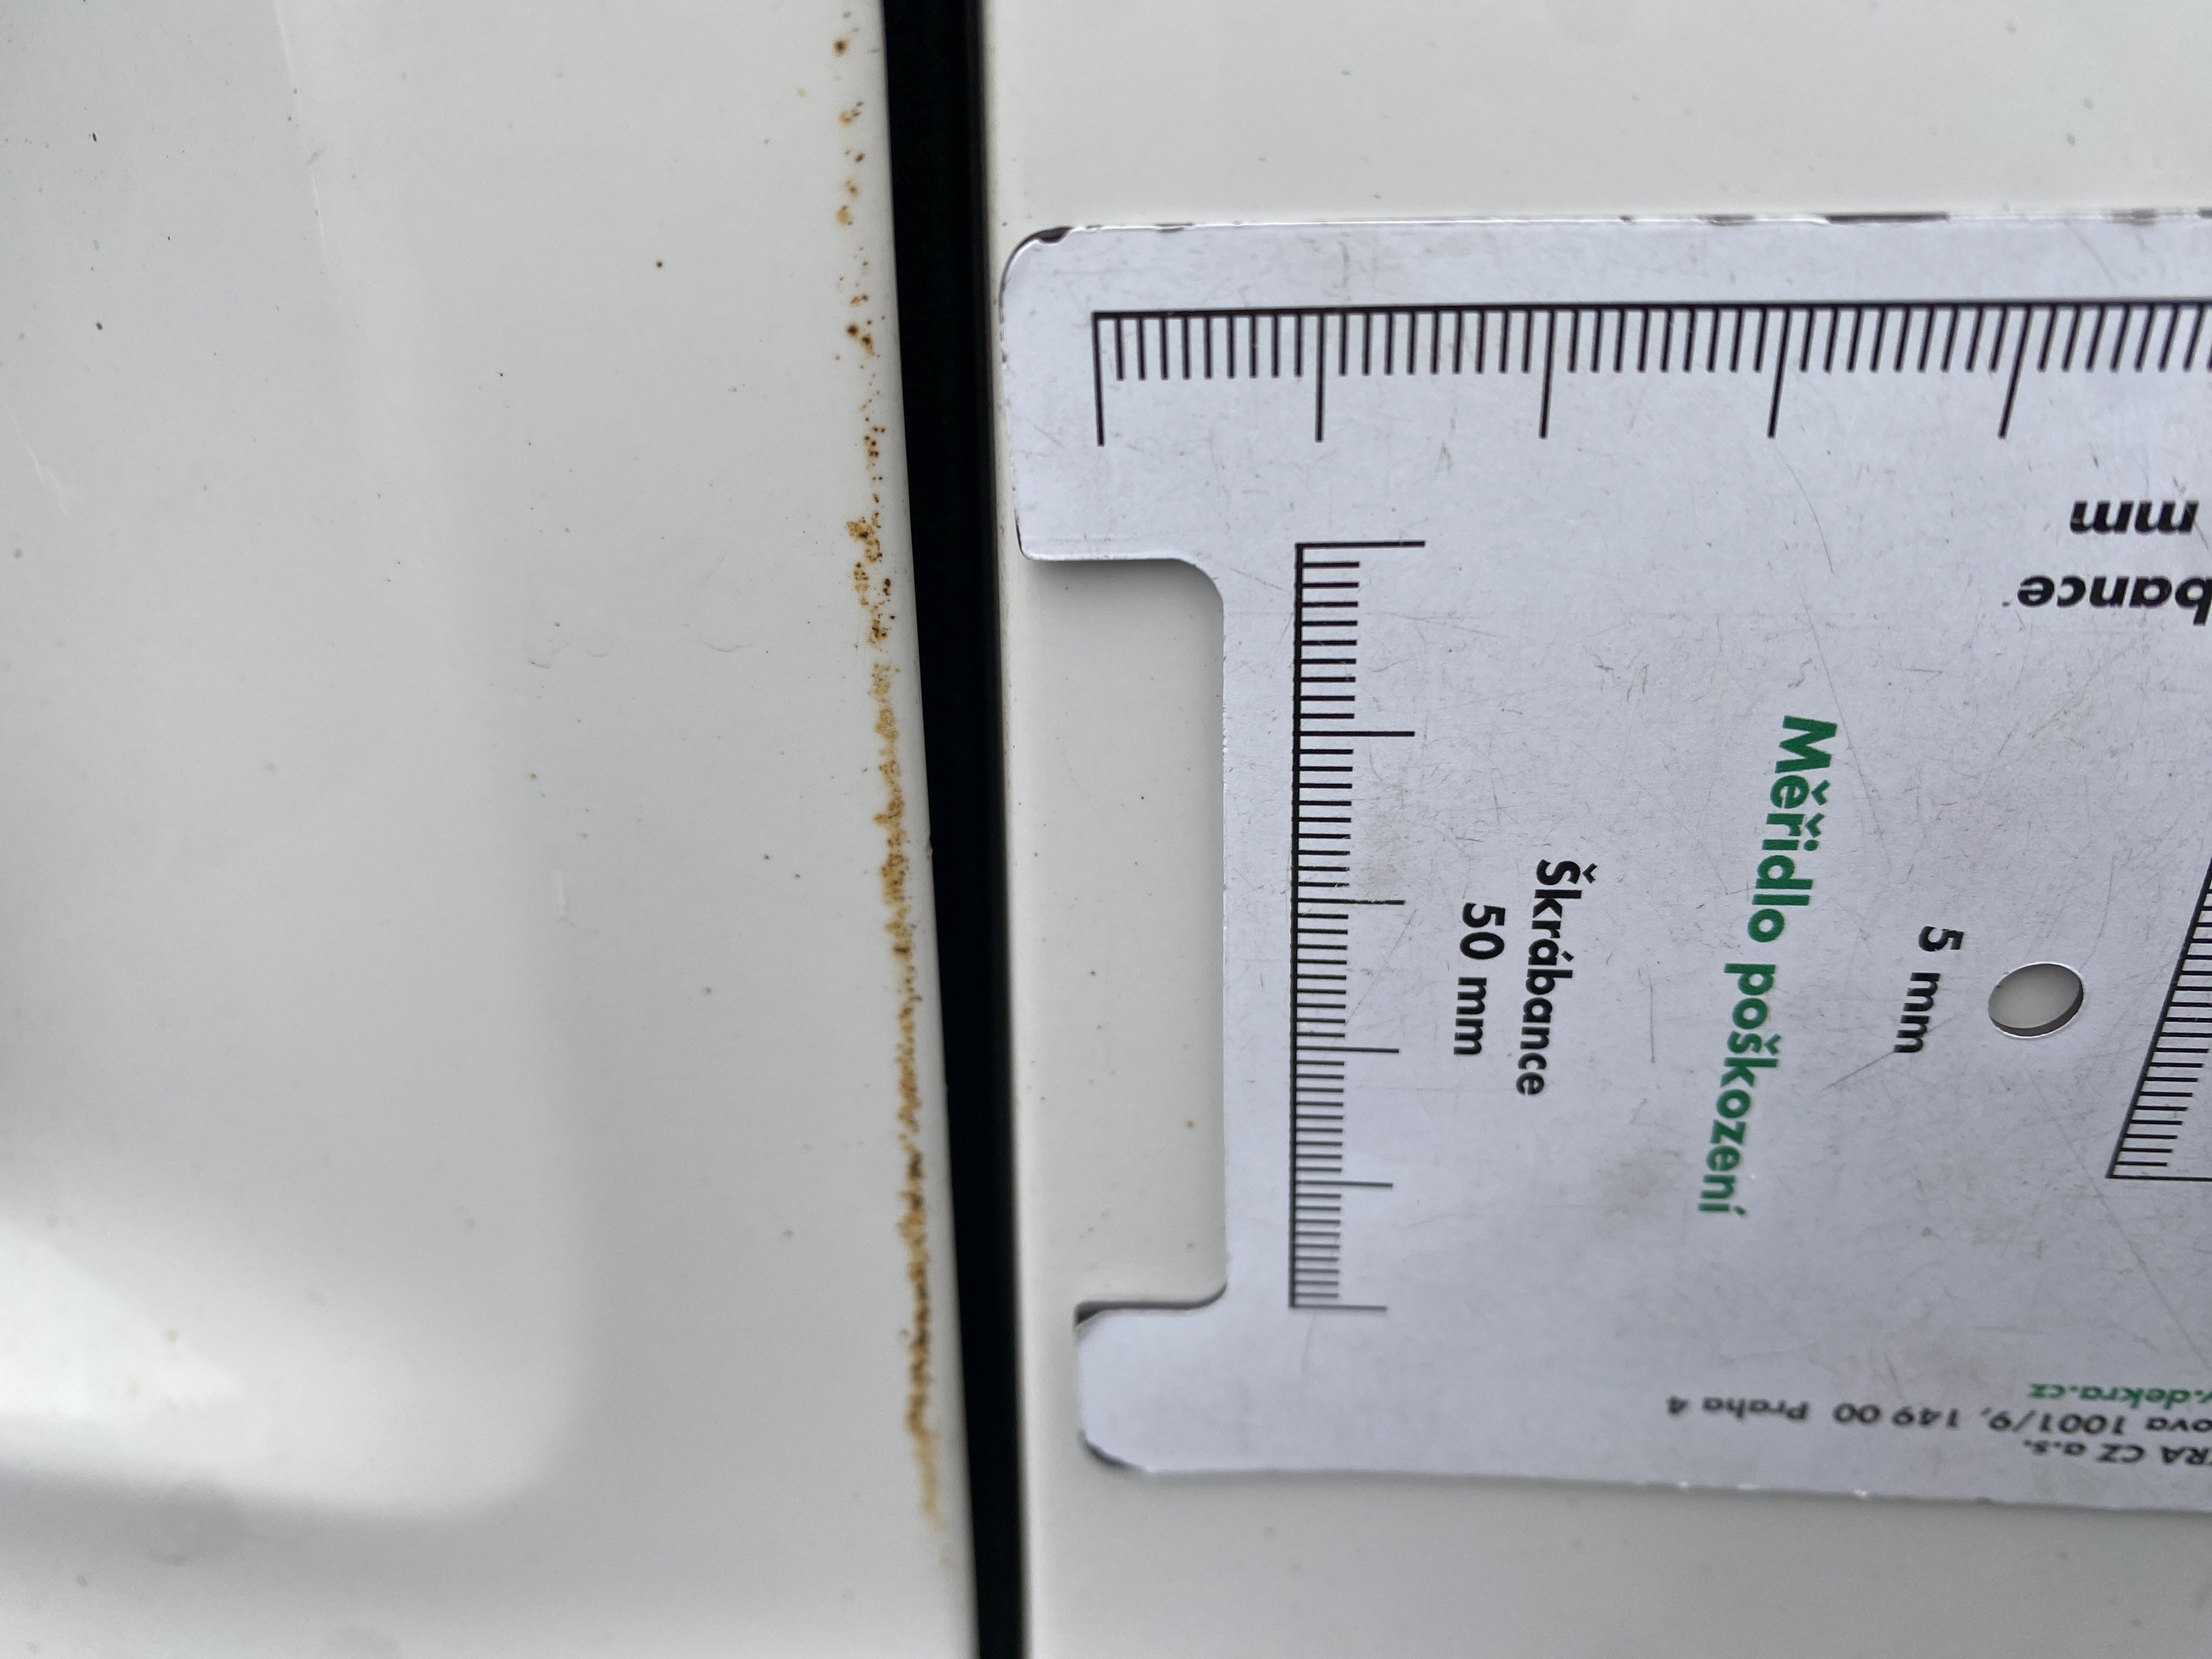 mm
bance
Měřidlo poškození
5 mm
Škrábance
50 mm
.dekra.cz
ova 1001/9, 149 00 Praha 4
RA CZ a.s.